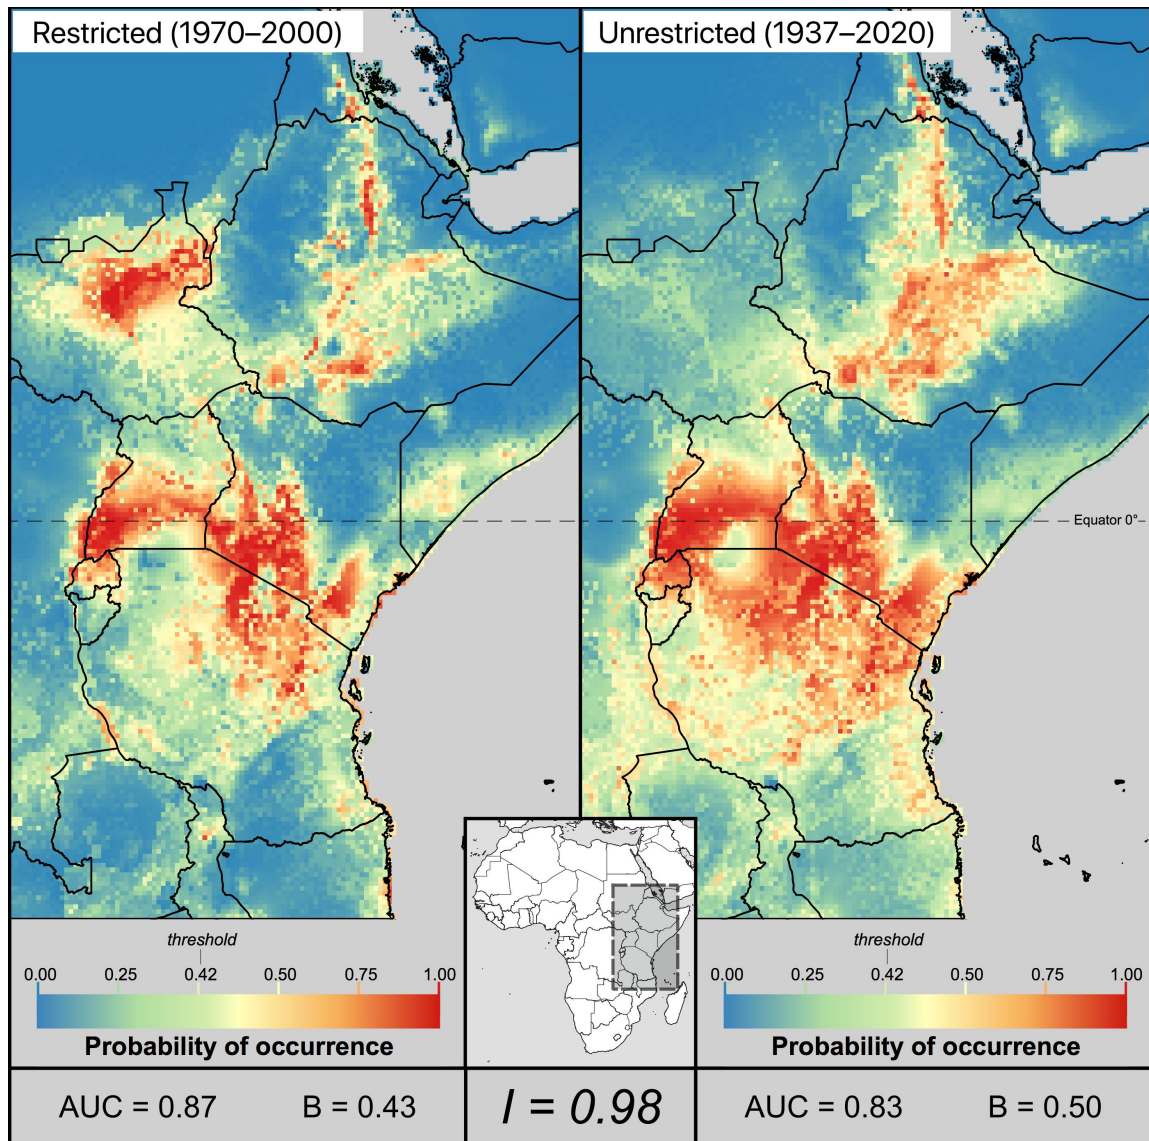 Restricted (1970–2000)
Unrestricted (1937–2020)
Equator 0°
threshold
0.00 0.25 0.42 0.50 0.75 1.00
Probability of occurrence
threshold
0.00 0.25 0.42 0.50 0.75 1.00
Probability of occurrence
AUC = 0.87 B = 0.43
I = 0.98
AUC = 0.83 B = 0.50